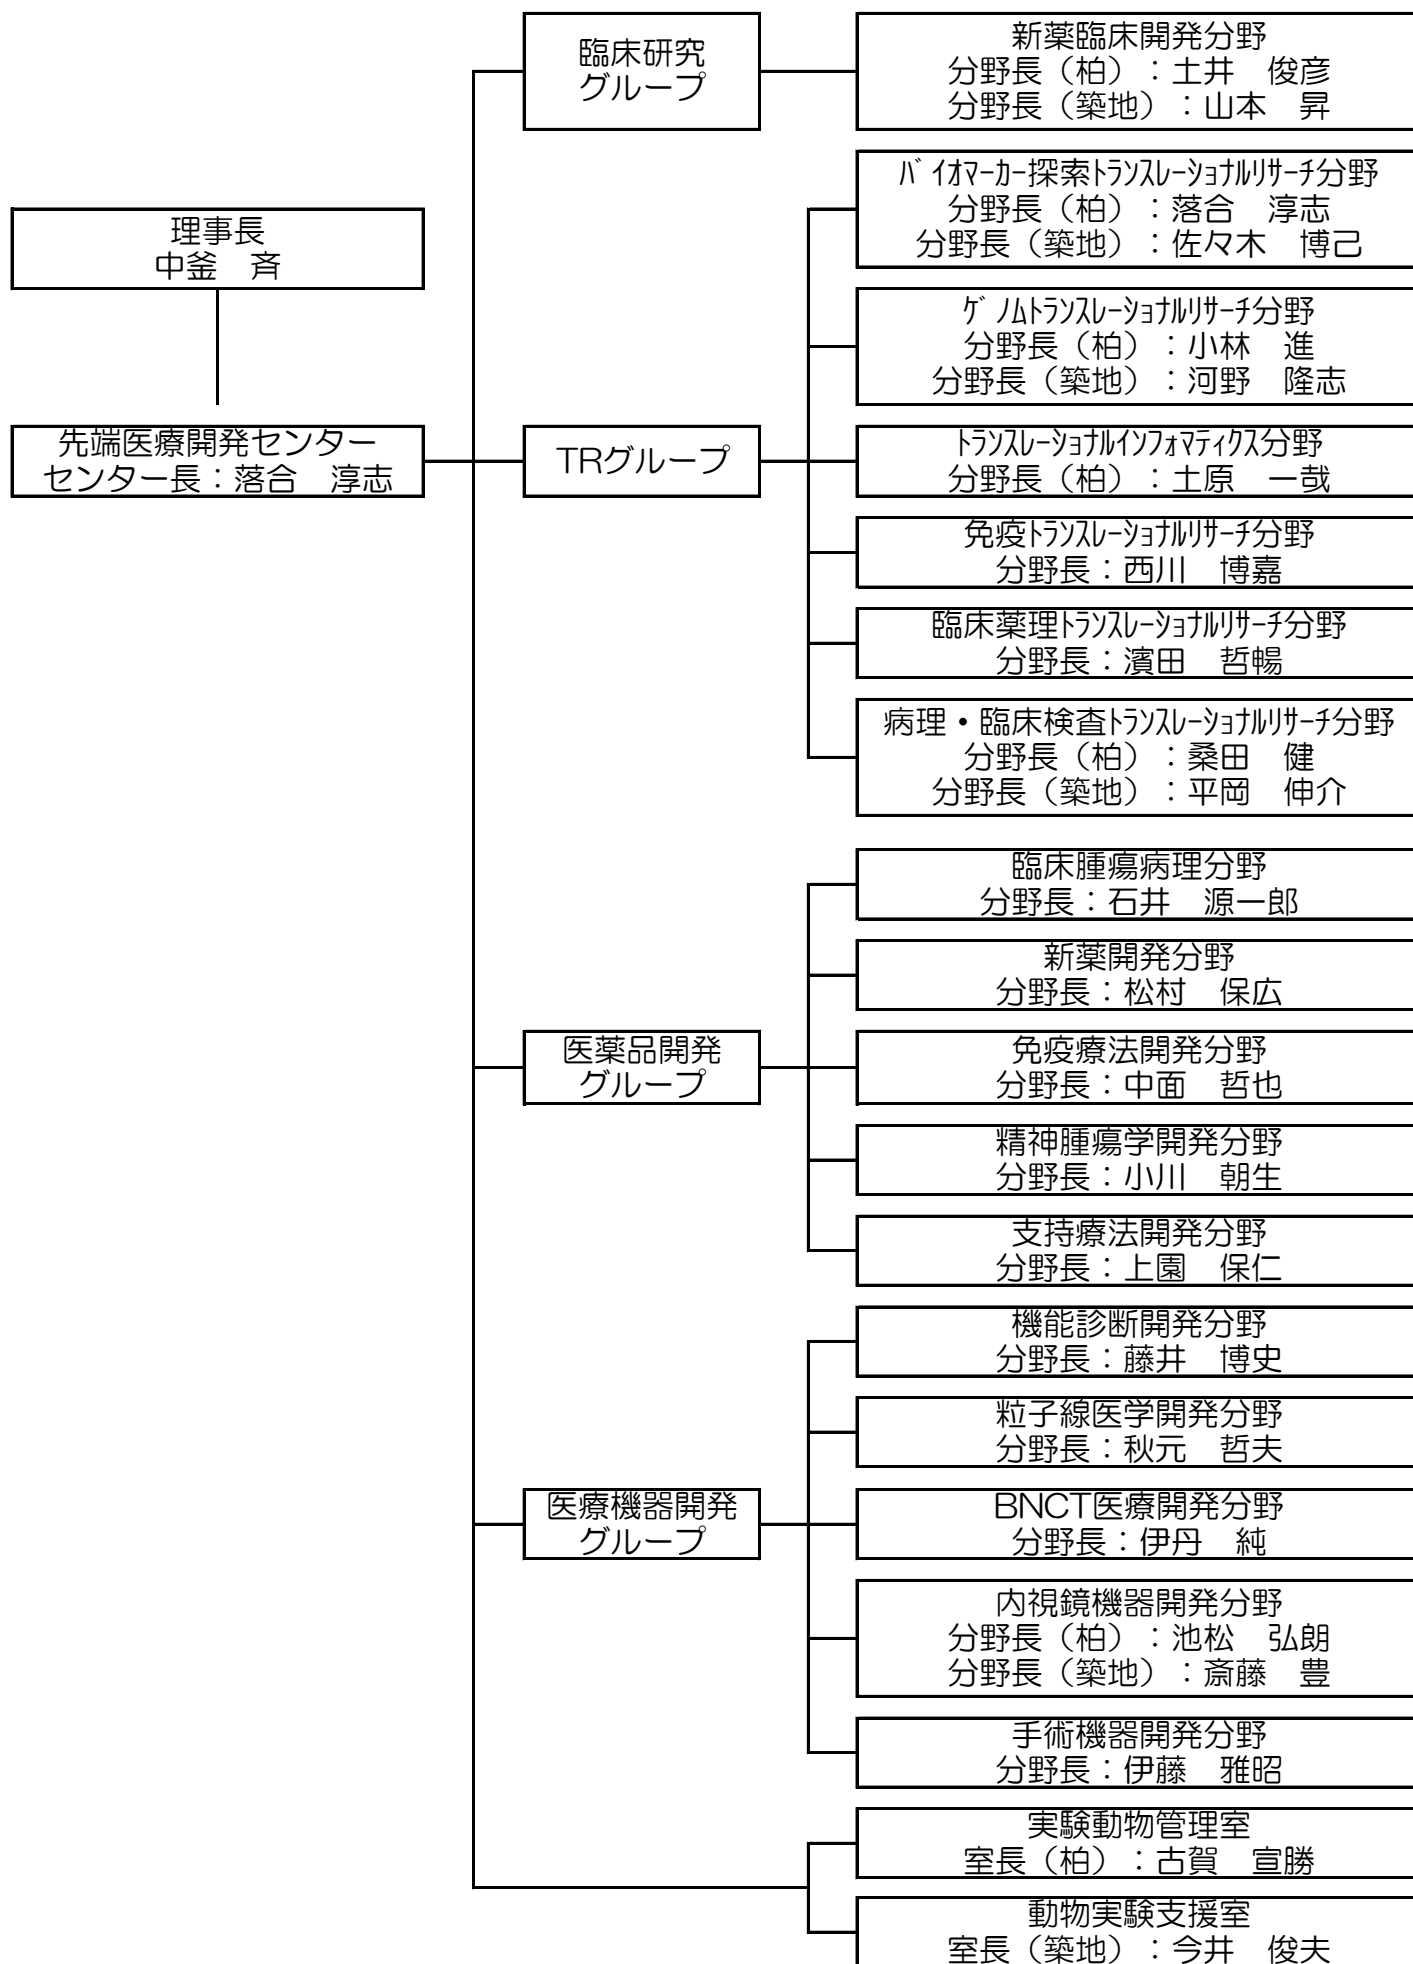 理事長
中釜　斉
先端医療開発センター
センター長：落合　淳志
臨床研究
グループ
新薬臨床開発分野
分野長（柏）：土井　俊彦
分野長（築地）：山本　昇
TRグループ
ﾊﾞｲｵﾏｰｶｰ探索ﾄﾗﾝｽﾚｰｼｮﾅﾙﾘｻｰﾁ分野
分野長（柏）：落合　淳志
分野長（築地）：佐々木　博己
ｹﾞﾉﾑﾄﾗﾝｽﾚｰｼｮﾅﾙﾘｻｰﾁ分野
分野長（柏）：小林　進
分野長（築地）：河野　隆志
ﾄﾗﾝｽﾚｰｼｮﾅﾙｲﾝﾌｫﾏﾃｨｸｽ分野
分野長（柏）：土原　一哉
免疫ﾄﾗﾝｽﾚｰｼｮﾅﾙﾘｻｰﾁ分野
分野長：西川　博嘉
臨床薬理ﾄﾗﾝｽﾚｰｼｮﾅﾙﾘｻｰﾁ分野
分野長：濱田　哲暢
病理・臨床検査ﾄﾗﾝｽﾚｰｼｮﾅﾙﾘｻｰﾁ分野
分野長（柏）：桑田　健
分野長（築地）：平岡　伸介
医薬品開発
グループ
臨床腫瘍病理分野
分野長：石井　源一郎
新薬開発分野
分野長：松村　保広
免疫療法開発分野
分野長：中面　哲也
精神腫瘍学開発分野
分野長：小川　朝生
支持療法開発分野
分野長：上園　保仁
医療機器開発
グループ
機能診断開発分野
分野長：藤井　博史
粒子線医学開発分野
分野長：秋元　哲夫
BNCT医療開発分野
分野長：伊丹　純
内視鏡機器開発分野
分野長（柏）：池松　弘朗
分野長（築地）：斎藤　豊
手術機器開発分野
分野長：伊藤　雅昭
実験動物管理室
室長（柏）：古賀　宣勝
動物実験支援室
室長（築地）：今井　俊夫